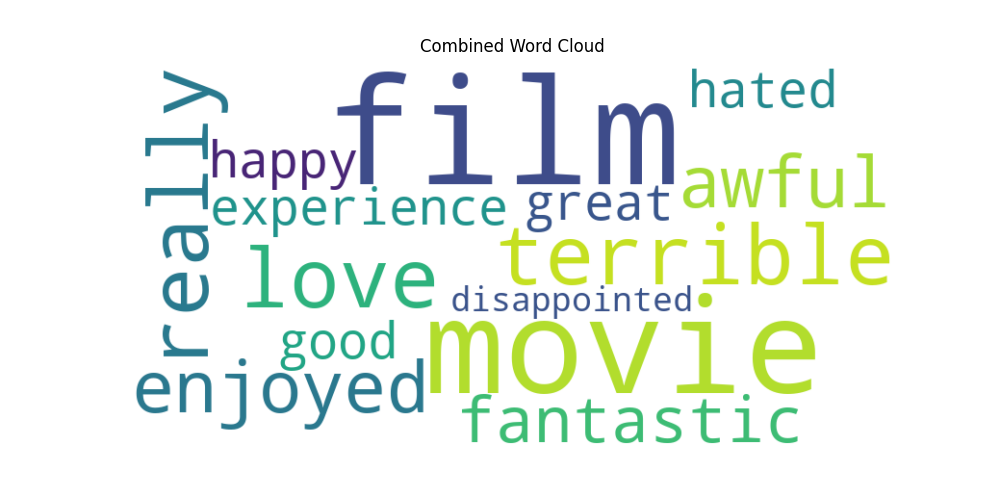 Combined Word Cloud
film
hated
really
happy
awful
experience
great
terrible
love
disappointed
movie
good
enjoyed
fantastic